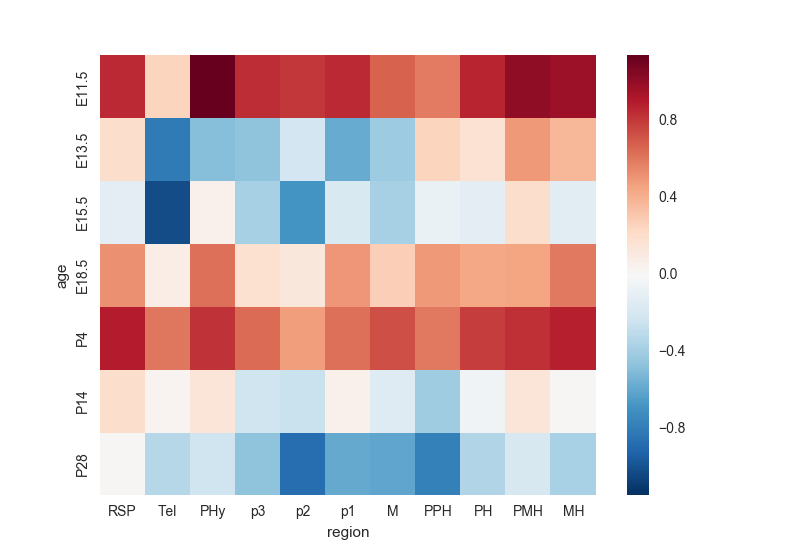 E11.5
E13.5
E15.5
E18.5
P4
P14
P28
age
RSP Tel PHy p3 p2 p1 M PPH PH PMH MH
region
0.8
0.4
0.0
−0.4
−0.8